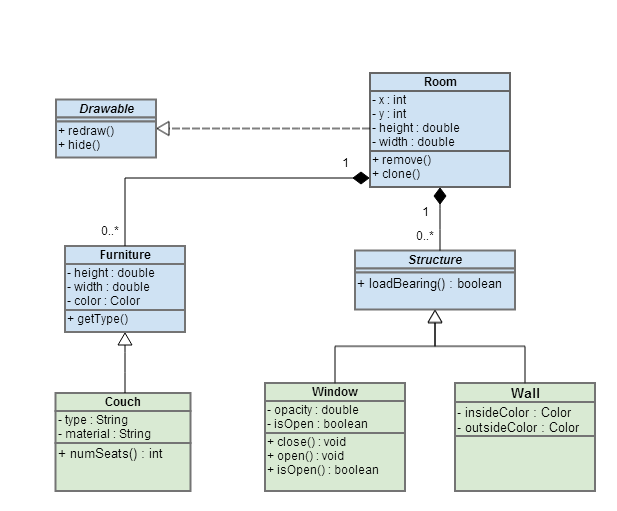 Drawable
+ redraw()
+ hide()
Room
- x : int
- y : int
- height : double
- width : double
+ remove()
+ clone()
1
1
0..*
0..*
Furniture
- height : double
- width : double
- color : Color
+ getType()
Structure
+ loadBearing() : boolean
Couch
- type : String
- material : String
+ numSeats() : int
Window
- opacity : double
- isOpen : boolean
+ close() : void
+ open() : void
+ isOpen() : boolean
Wall
- insideColor : Color
- outsideColor : Color